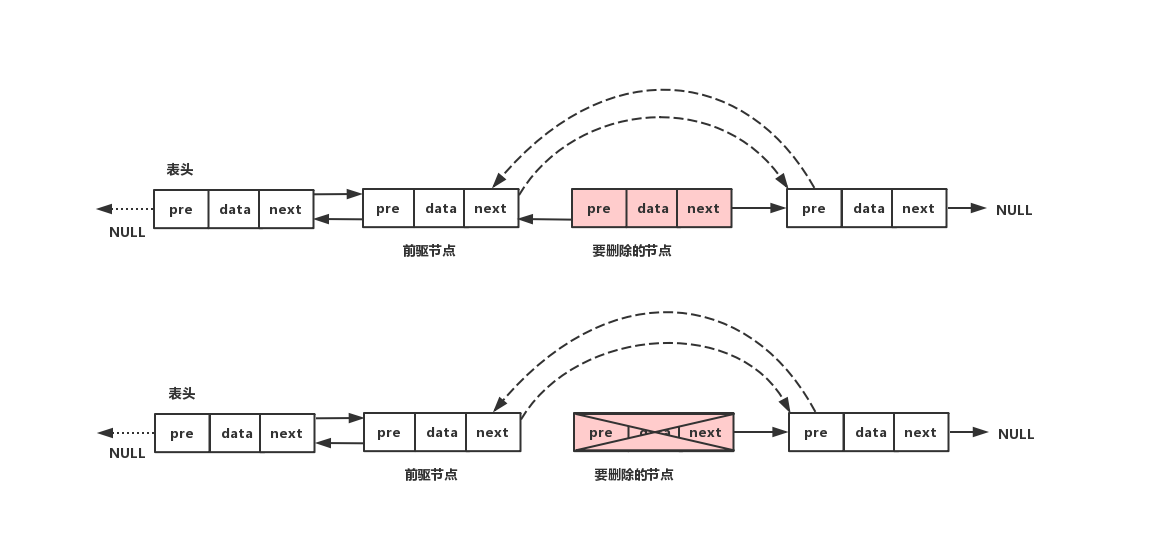 表头
pre data next pre data next pre data next pre data next NULL
NULL
前驱节点 要删除的节点
表头
pre data next pre data next pre next pre data next NULL
NULL
前驱节点 要删除的节点